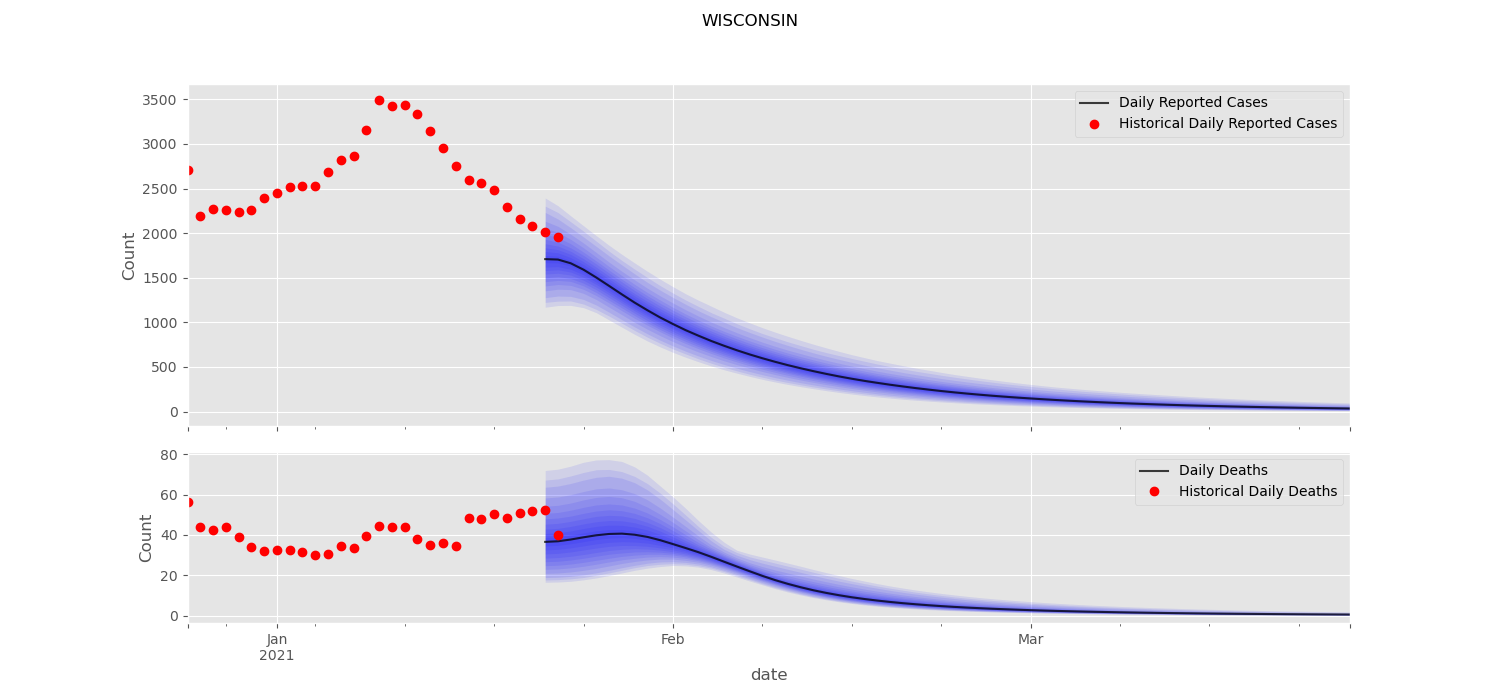 WISCONSIN
3500
3000
2500
2000
1500
1000
500
0
Count
Daily Reported Cases
Historical Daily Reported Cases
80
60
40
20
0
Count
Daily Deaths
Historical Daily Deaths
Jan
2021
Feb
Mar
date